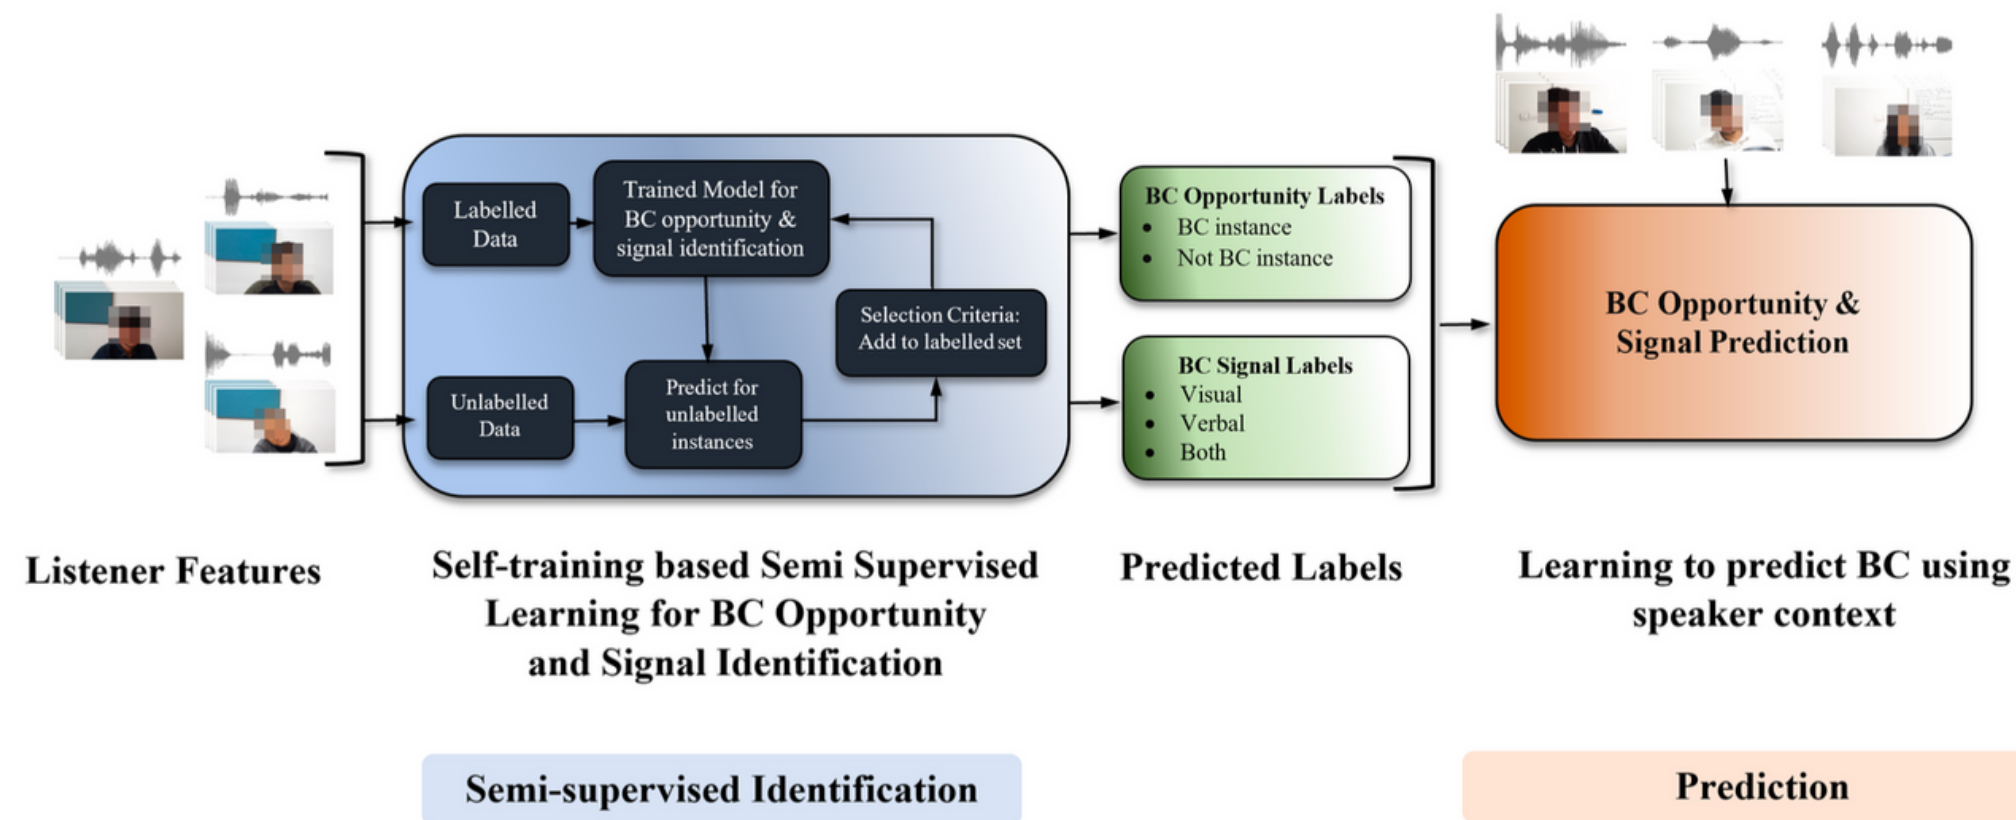 Labelled
Data
Trained Model for
BC opportunity &
signal identification
Selection Criteria:
Add to labelled set
Unlabelled
Data
Predict for
unlabelled
instances
BC Opportunity Labels
• BC instance
• Not BC instance
BC Signal Labels
• Visual
• Verbal
• Both
BC Opportunity &
Signal Prediction
Listener Features
Self-training based Semi Supervised
Learning for BC Opportunity
and Signal Identification
Predicted Labels
Learning to predict BC using
speaker context
Semi-supervised Identification
Prediction